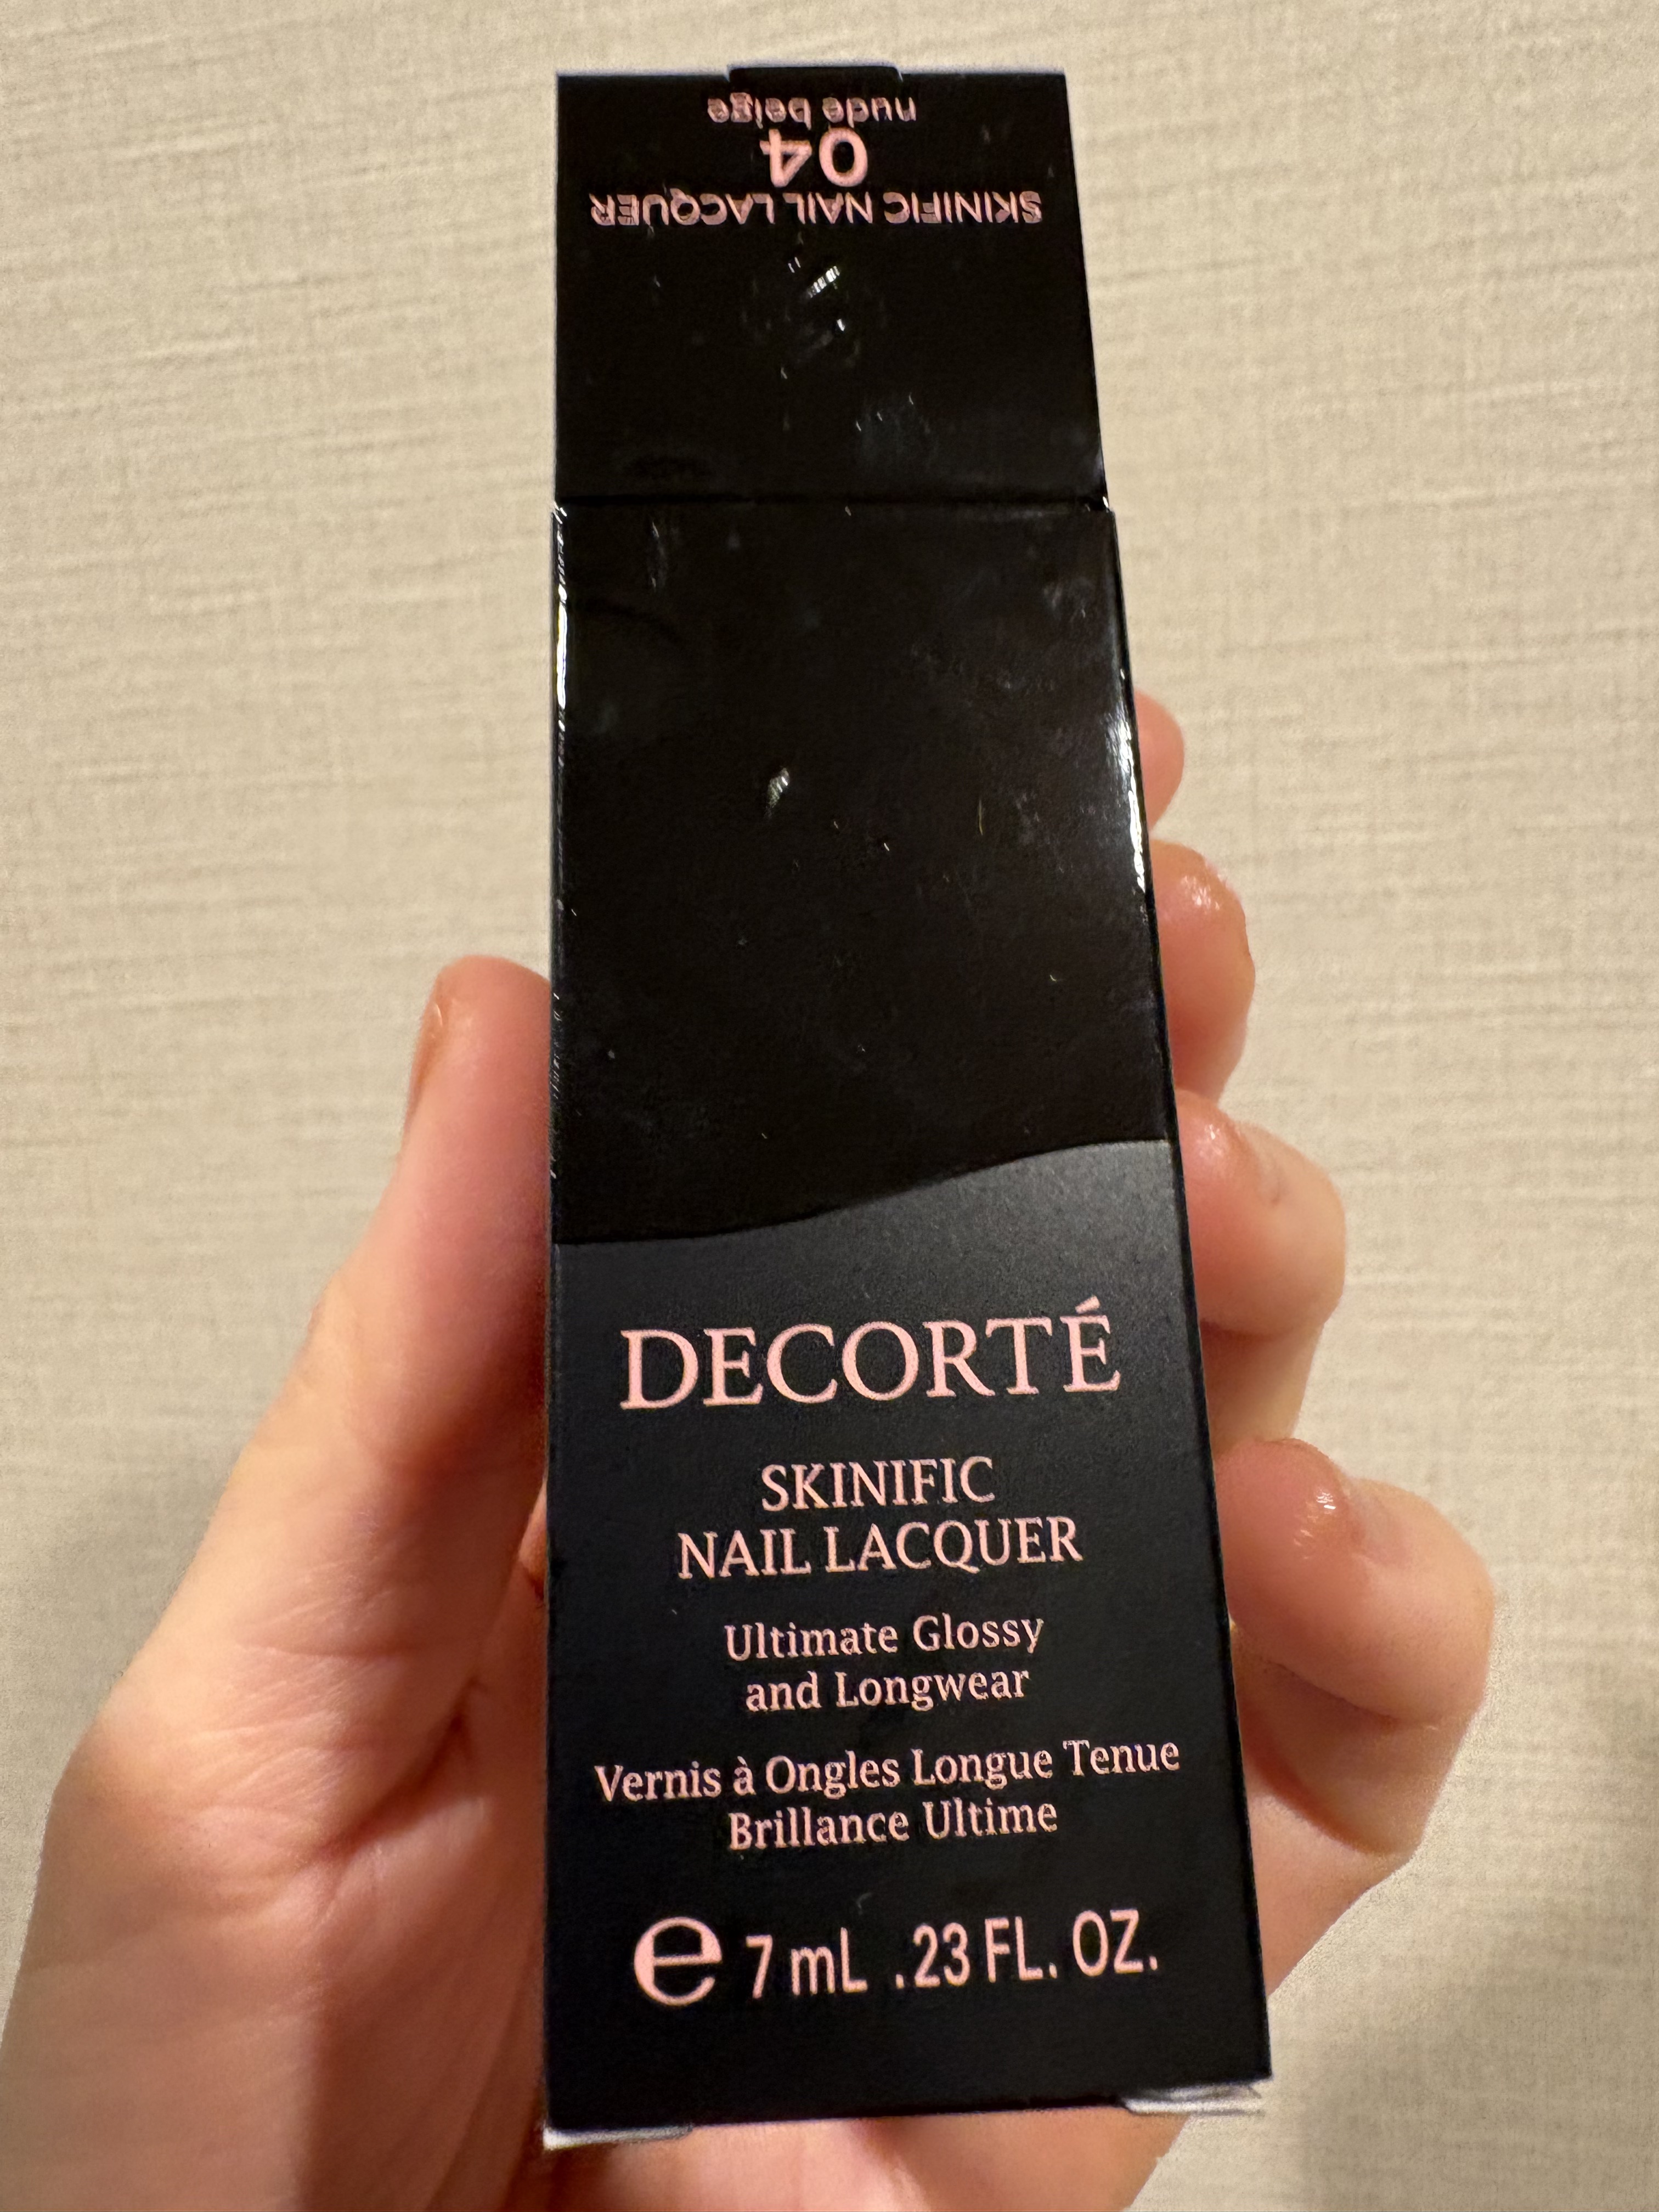 SKINIFIC NAIL LACQUER
04
nude beige
DECORTÉ
SKINIFIC
NAIL LACQUER
Ultimate Glossy
and Longwear
Vernis à Ongles Longue Tenue
Brillance Ultime
℮ 7 mL .23 FL. OZ.